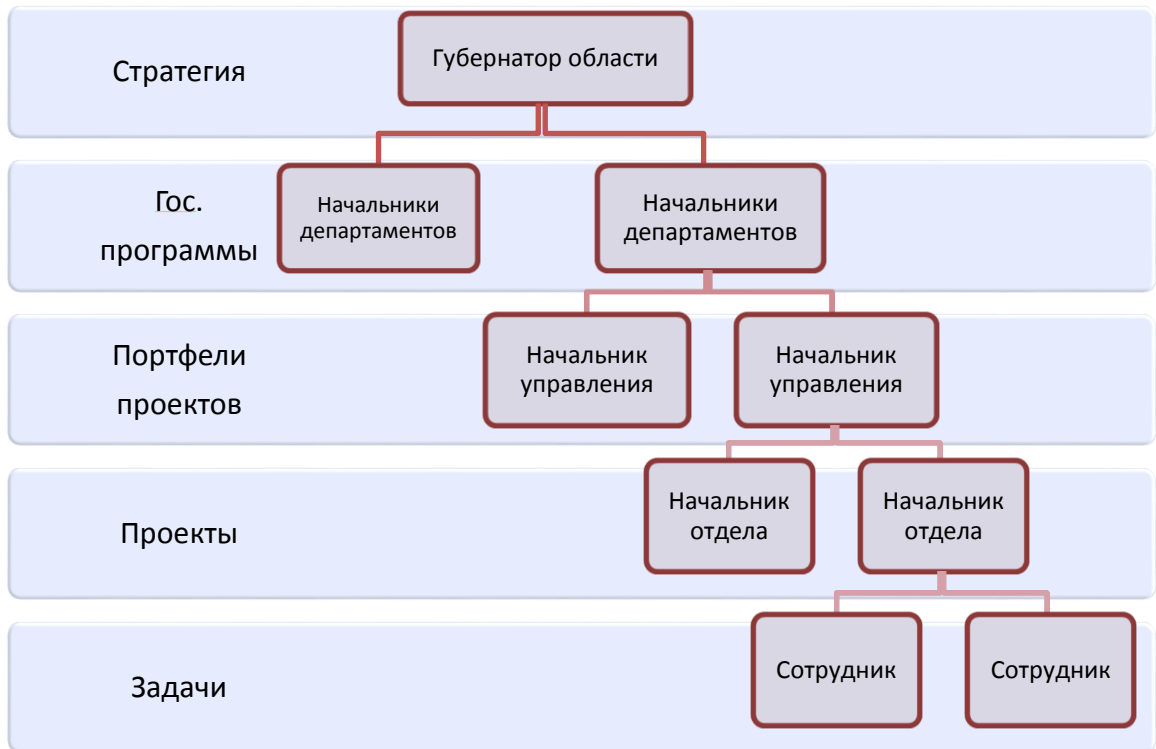 Стратегия
Губернатор области
Гос.
программы
Начальники
департаментов
Начальники
департаментов
Портфели
проектов
Начальник
управления
Начальник
управления
Проекты
Начальник
отдела
Начальник
отдела
Задачи
Сотрудник
Сотрудник